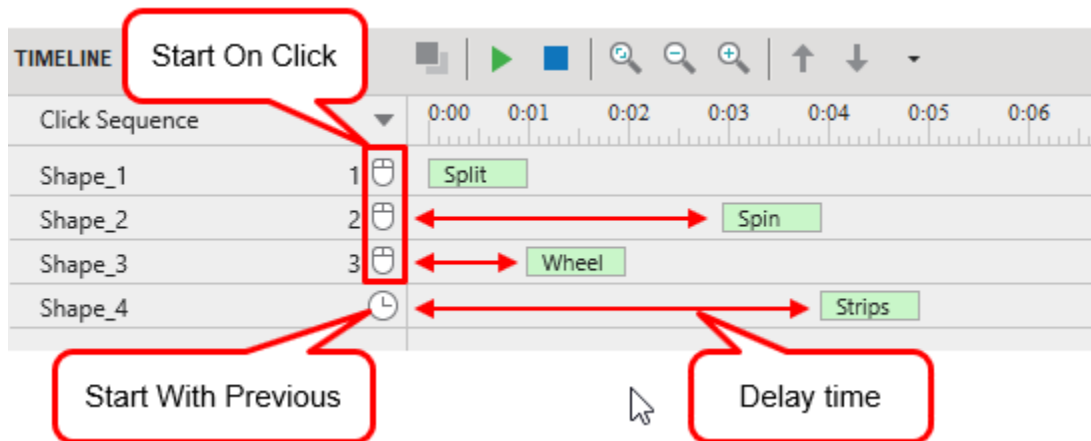 Start On Click
TIMELINE
Click Sequence 0:00 0:01 0:02 0:03 0:04 0:05 0:06
Shape_1 1 Split
Shape_2 2 Spin
Shape_3 3 Wheel
Shape_4 Strips
Start With Previous
Delay time